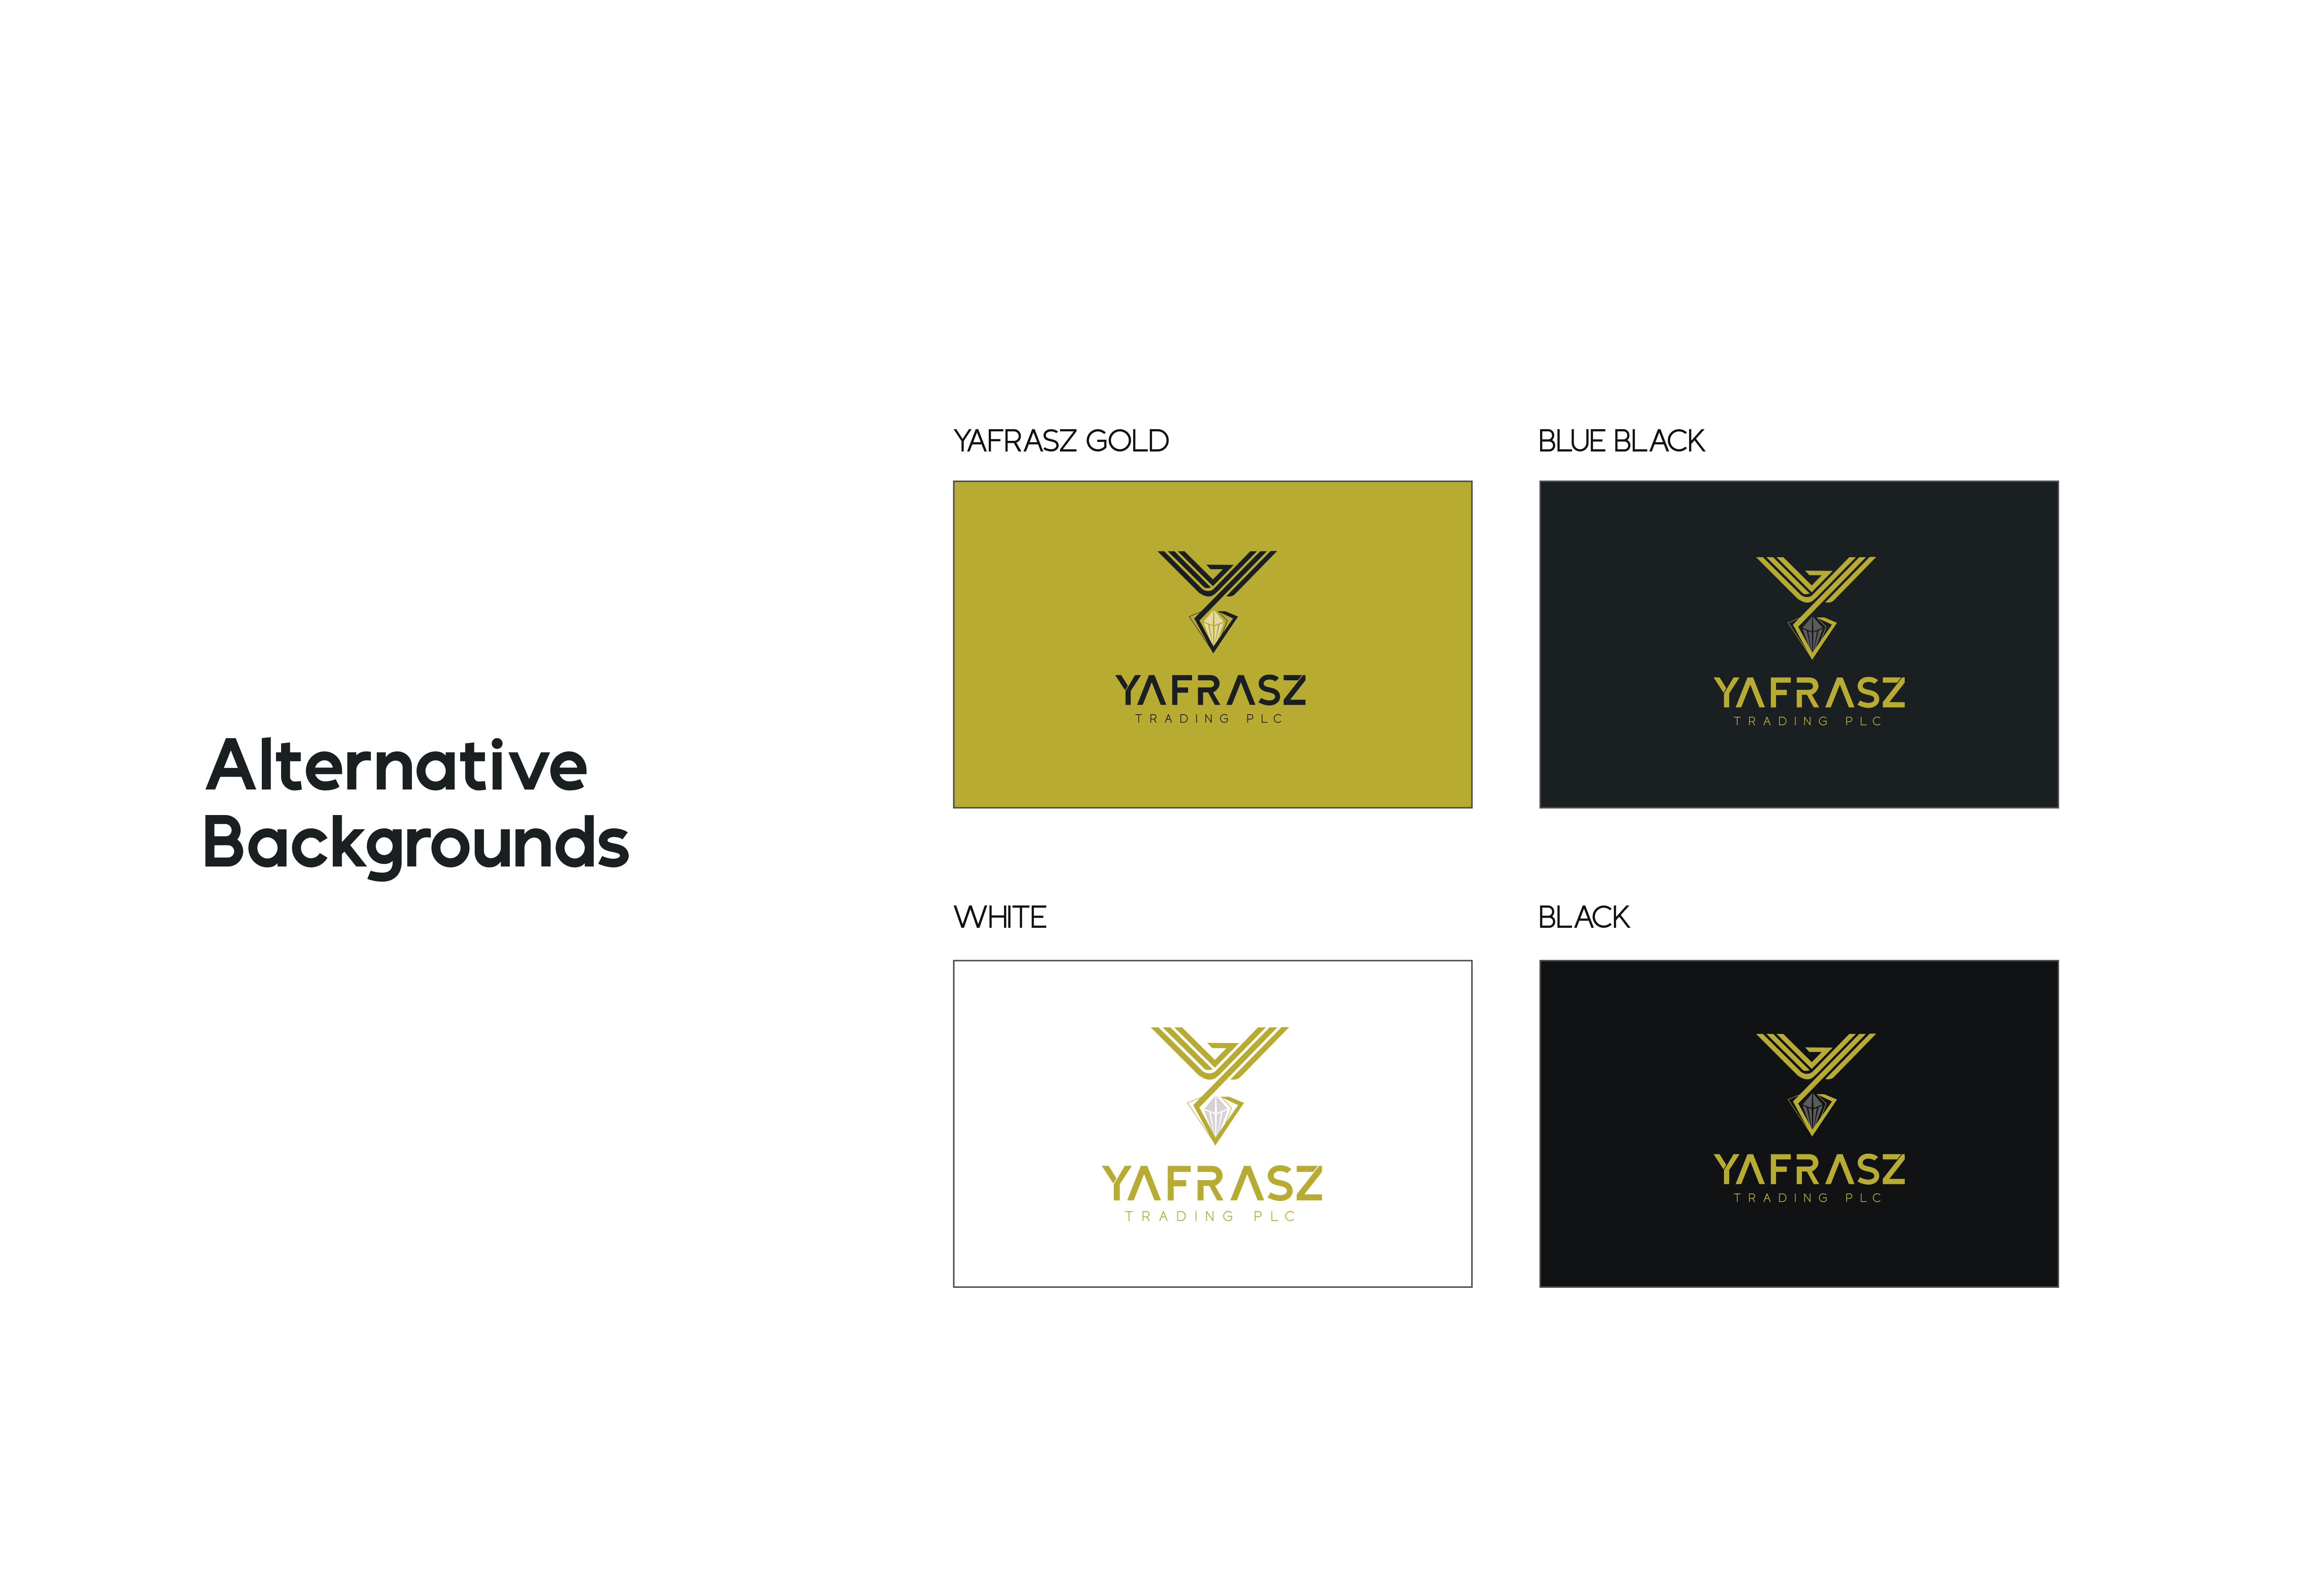 Alternative
Backgrounds
YAFRASZ GOLD
YAFRASZ
TRADING PLC
BLUE BLACK
YAFRASZ
TRADING PLC
WHITE
YAFRASZ
TRADING PLC
BLACK
YAFRASZ
TRADING PLC